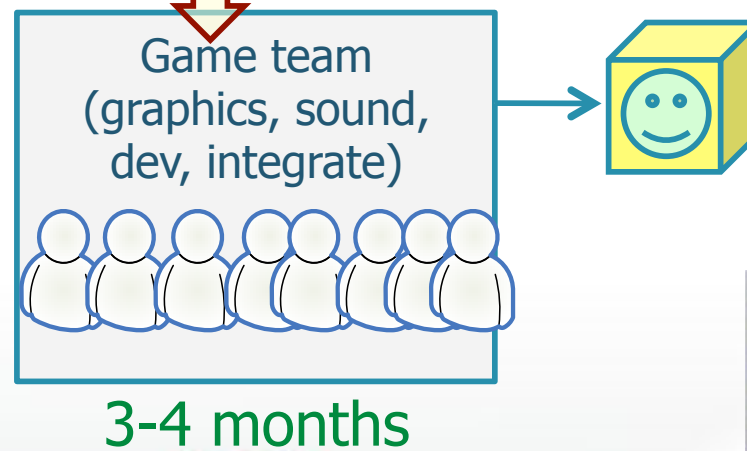 Game team
(graphics, sound,
dev, integrate)
3-4 months